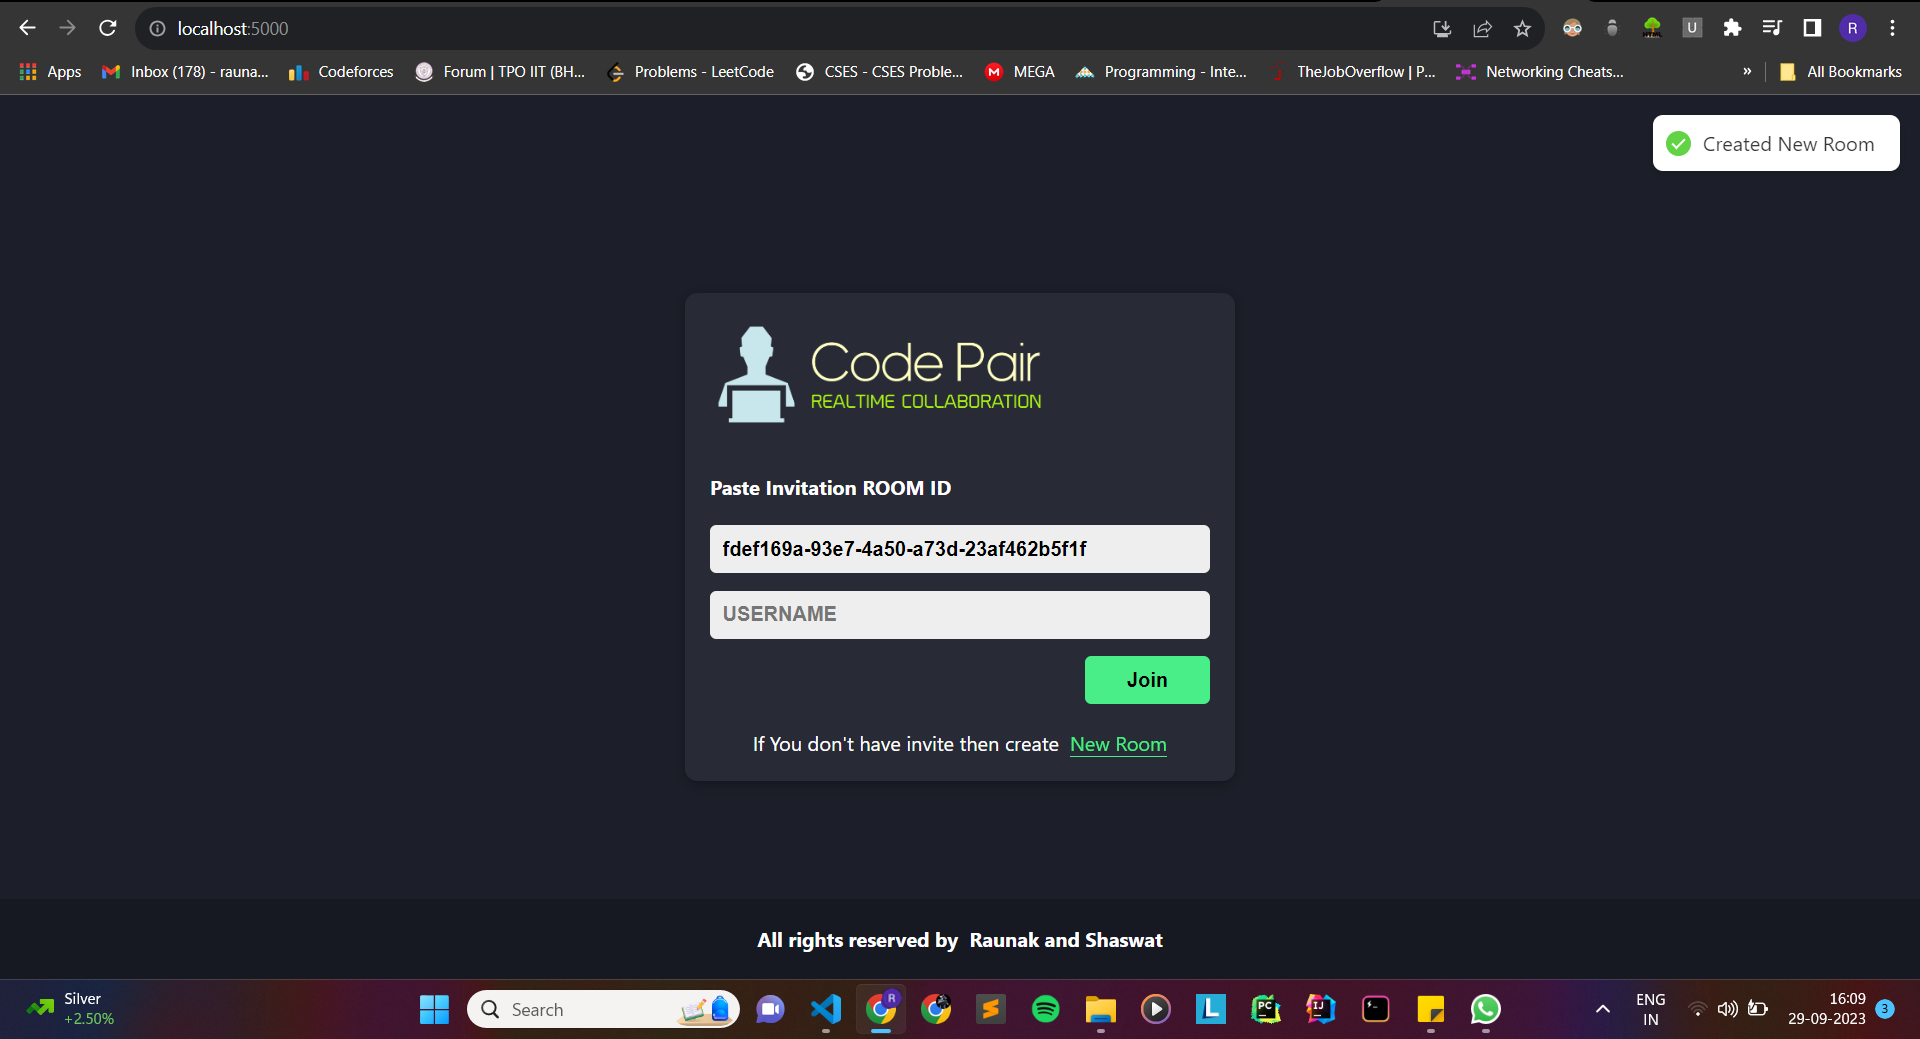 localhost:5000
U
R
Apps
Inbox (178) - rauna...
Codeforces
Forum | TPO IIT (BH...
Problems - LeetCode
CSES - CSES Proble...
M
MEGA
Programming - Inte...
TheJobOverflow | P...
Networking Cheats...
»
All Bookmarks
Created New Room
Code Pair
REALTIME COLLABORATION
Paste Invitation ROOM ID
fdef169a-93e7-4a50-a73d-23af462b5f1f
USERNAME
Join
If You don't have invite then create New Room
All rights reserved by Raunak and Shaswat
Silver
+2.50%
Search
R
S
L
PC
IJ
ENG
IN
16:09
29-09-2023
3